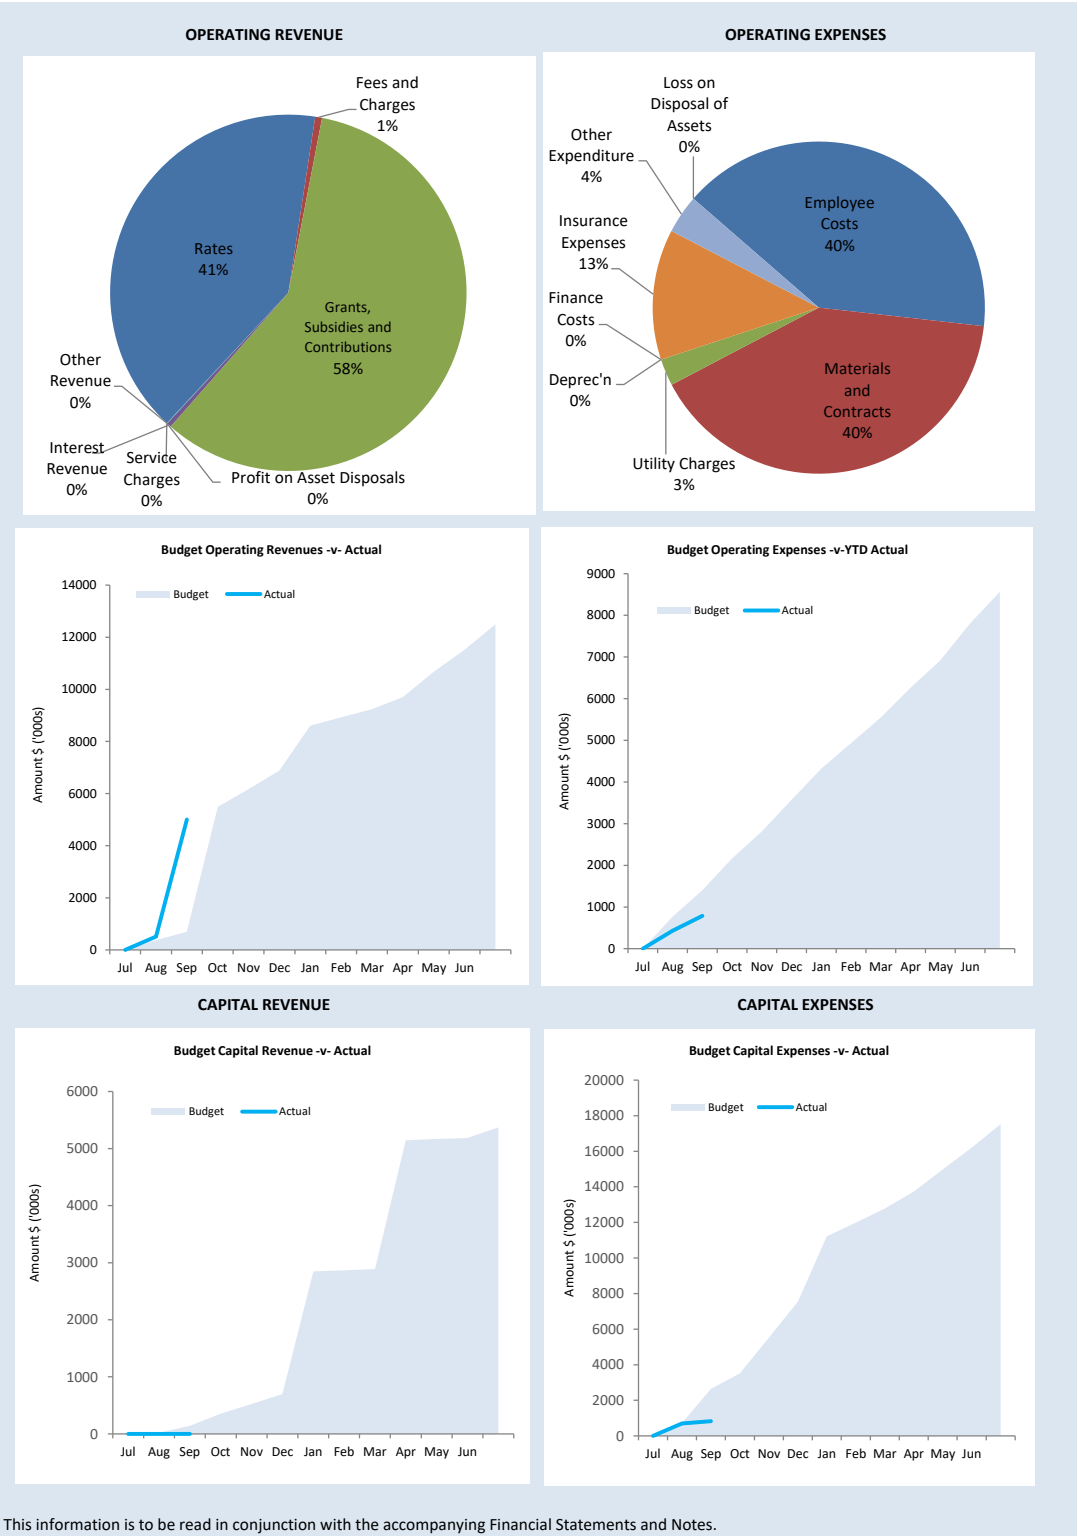 OPERATING REVENUE
OPERATING EXPENSES
Fees and
Charges
1%
Rates
41%
Grants,
Subsidies and
Contributions
58%
Other
Revenue
0%
Interest
Revenue
0%
Service
Charges
0%
Profit on Asset Disposals
0%
Loss on
Disposal of
Assets
0%
Other
Expenditure
4%
Employee
Costs
40%
Insurance
Expenses
13%
Finance
Costs
0%
Deprec'n
0%
Materials
and
Contracts
40%
Utility Charges
3%
Budget Operating Revenues -v- Actual
Budget
Actual
Amount $ ('000s)
14000
12000
10000
8000
6000
4000
2000
0
Jul Aug Sep Oct Nov Dec Jan Feb Mar Apr May Jun
Budget Operating Expenses -v-YTD Actual
Budget
Actual
Amount $ ('000s)
9000
8000
7000
6000
5000
4000
3000
2000
1000
0
Jul Aug Sep Oct Nov Dec Jan Feb Mar Apr May Jun
CAPITAL REVENUE
CAPITAL EXPENSES
Budget Capital Revenue -v- Actual
Budget
Actual
Amount $ ('000s)
6000
5000
4000
3000
2000
1000
0
Jul Aug Sep Oct Nov Dec Jan Feb Mar Apr May Jun
Budget Capital Expenses -v- Actual
Budget
Actual
Amount $ ('000s)
20000
18000
16000
14000
12000
10000
8000
6000
4000
2000
0
Jul Aug Sep Oct Nov Dec Jan Feb Mar Apr May Jun
This information is to be read in conjunction with the accompanying Financial Statements and Notes.